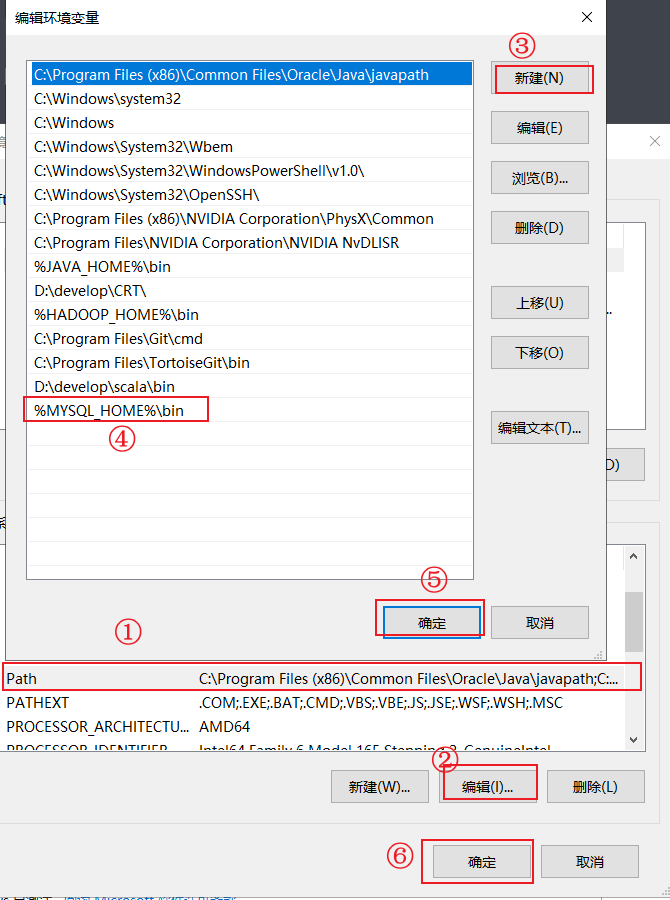 编辑环境变量
③
C:\Program Files (x86)\Common Files\Oracle\Java\javapath
新建(N)
C:\Windows\system32
C:\Windows
编辑(E)
C:\Windows\System32\Wbem
C:\Windows\System32\WindowsPowerShell\v1.0\
浏览(B)...
C:\Windows\System32\OpenSSH\
C:\Program Files (x86)\NVIDIA Corporation\PhysX\Common
删除(D)
C:\Program Files\NVIDIA Corporation\NVIDIA NvDLISR
%JAVA_HOME%\bin
D:\develop\CRT\
上移(U)
%HADOOP_HOME%\bin
C:\Program Files\Git\cmd
下移(O)
C:\Program Files\TortoiseGit\bin
D:\develop\scala\bin
%MYSQL_HOME%\bin
④
编辑文本(T)...
D)
⑤
确定
取消
①
Path C:\Program Files (x86)\Common Files\Oracle\Java\javapath;C:...
PATHEXT .COM;.EXE;.BAT;.CMD;.VBS;.VBE;.JS;.JSE;.WSF;.WSH;.MSC
PROCESSOR_ARCHITECTU... AMD64
PROCESSOR_IDENTIFIER Intel64 Family 6 Model 165 Stepping 2, GenuineIntel
②
新建(W)...
编辑(I)...
删除(L)
⑥
确定
取消